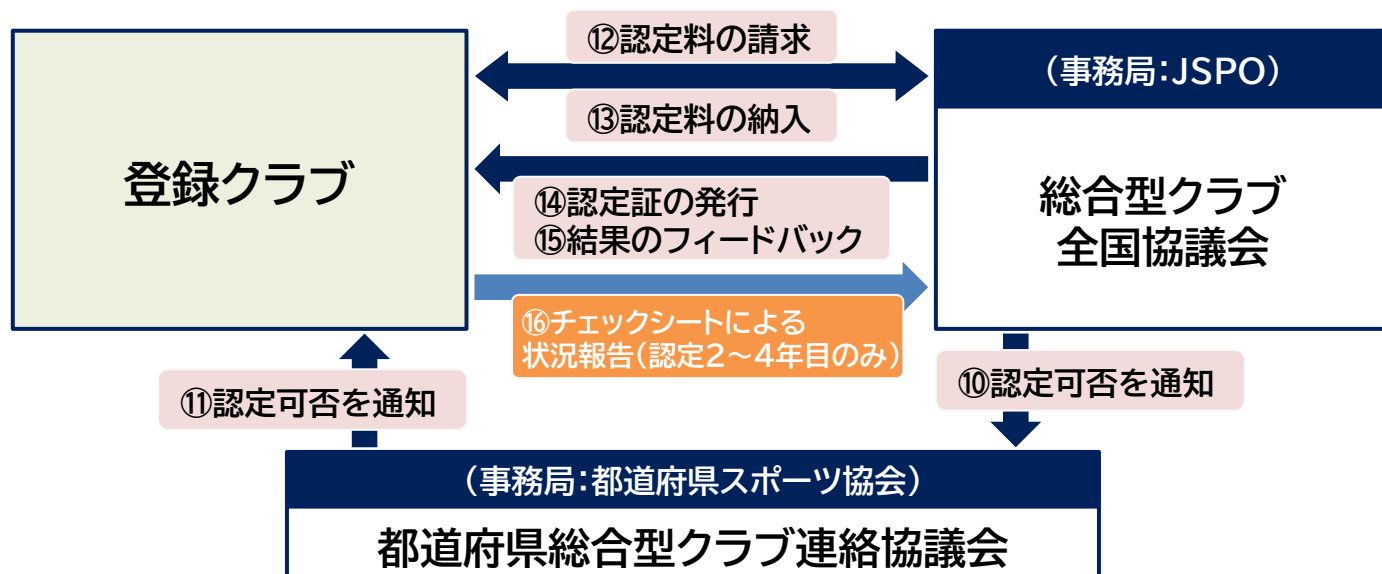 ⑫認定料の請求
(事務局:JSPO)
⑬認定料の納入
登録クラブ
総合型クラブ
全国協議会
⑭認定証の発行
⑮結果のフィードバック
⑯チェックシートによる
状況報告(認定2~4年目のみ)
⑪認定可否を通知
⑩認定可否を通知
(事務局:都道府県スポーツ協会)
都道府県総合型クラブ連絡協議会